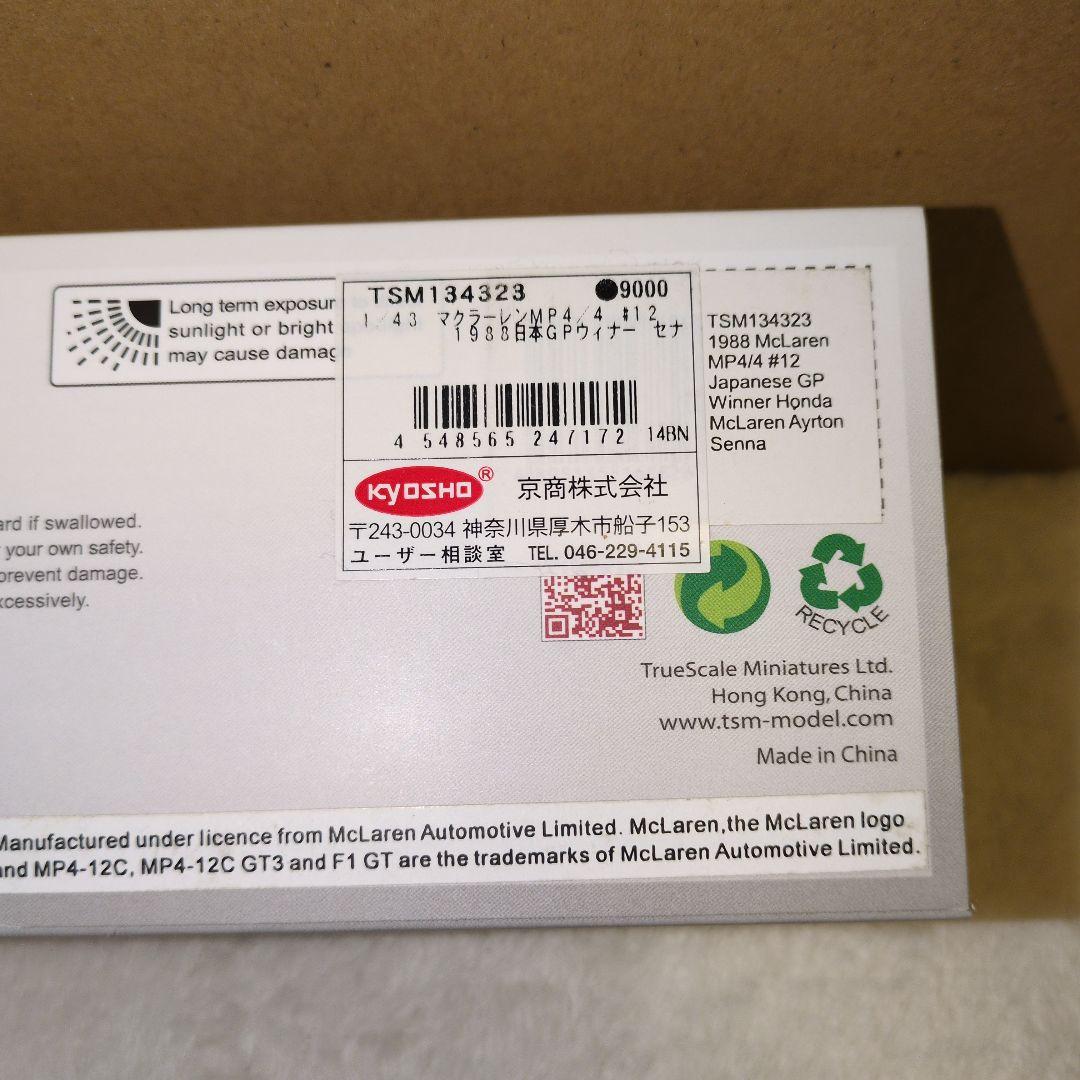 Long term exposur
sunlight or bright
may cause damag
TSM134323 ●9000
1/43 マクラーレンMP4/4 #12
1988日本GPウィナー セナ
4 548565 247172 14BN
KYOSHO® 京商株式会社
〒243-0034 神奈川県厚木市船子153
ユーザー相談室 TEL. 046-229-4115
TSM134323
1988 McLaren
MP4/4 #12
Japanese GP
Winner Honda
McLaren Ayrton
Senna
ard if swallowed.
your own safety.
prevent damage.
xcessively.
RECYCLE
TrueScale Miniatures Ltd.
Hong Kong, China
www.tsm-model.com
Made in China
Manufactured under licence from McLaren Automotive Limited. McLaren,the McLaren logo
and MP4-12C, MP4-12C GT3 and F1 GT are the trademarks of McLaren Automotive Limited.